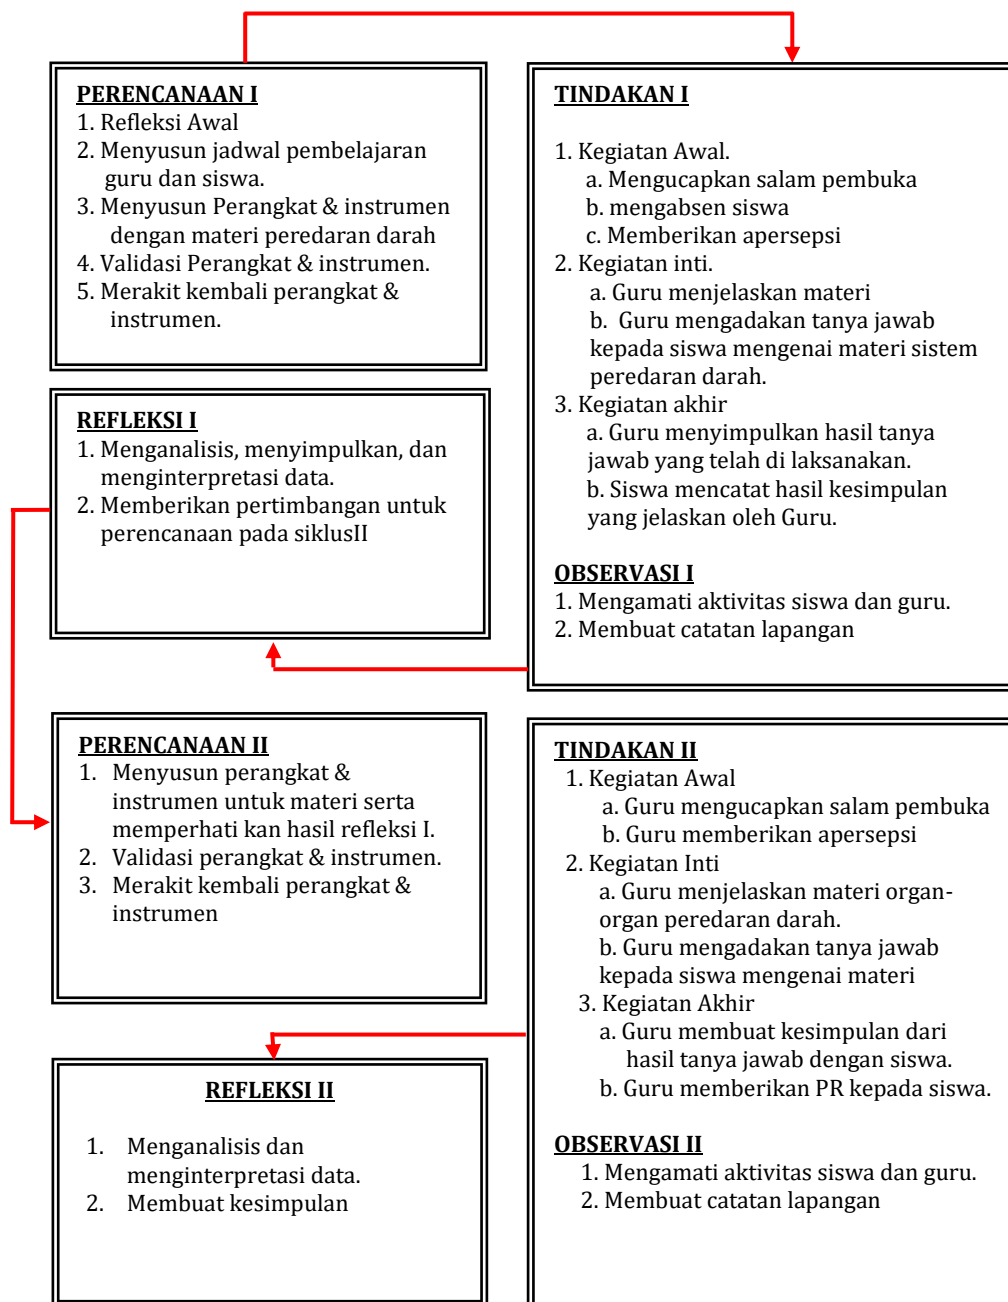 PERENCANAAN I
1. Refleksi Awal
2. Menyusun jadwal pembelajaran
guru dan siswa.
3. Menyusun Perangkat & instrumen
dengan materi peredaran darah
4. Validasi Perangkat & instrumen.
5. Merakit kembali perangkat &
instrumen.
TINDAKAN I
1. Kegiatan Awal.
a. Mengucapkan salam pembuka
b. mengabsen siswa
c. Memberikan apersepsi
2. Kegiatan inti.
a. Guru menjelaskan materi
b. Guru mengadakan tanya jawab
kepada siswa mengenai materi sistem
peredaran darah.
3. Kegiatan akhir
a. Guru menyimpulkan hasil tanya
jawab yang telah di laksanakan.
b. Siswa mencatat hasil kesimpulan
yang jelaskan oleh Guru.
OBSERVASI I
1. Mengamati aktivitas siswa dan guru.
2. Membuat catatan lapangan
REFLEKSI I
1. Menganalisis, menyimpulkan, dan
menginterpretasi data.
2. Memberikan pertimbangan untuk
perencanaan pada siklusII
PERENCANAAN II
1. Menyusun perangkat &
instrumen untuk materi serta
memperhati kan hasil refleksi I.
2. Validasi perangkat & instrumen.
3. Merakit kembali perangkat &
instrumen
TINDAKAN II
1. Kegiatan Awal
a. Guru mengucapkan salam pembuka
b. Guru memberikan apersepsi
2. Kegiatan Inti
a. Guru menjelaskan materi organ-
organ peredaran darah.
b. Guru mengadakan tanya jawab
kepada siswa mengenai materi
3. Kegiatan Akhir
a. Guru membuat kesimpulan dari
hasil tanya jawab dengan siswa.
b. Guru memberikan PR kepada siswa.
OBSERVASI II
1. Mengamati aktivitas siswa dan guru.
2. Membuat catatan lapangan
REFLEKSI II
1. Menganalisis dan
menginterpretasi data.
2. Membuat kesimpulan